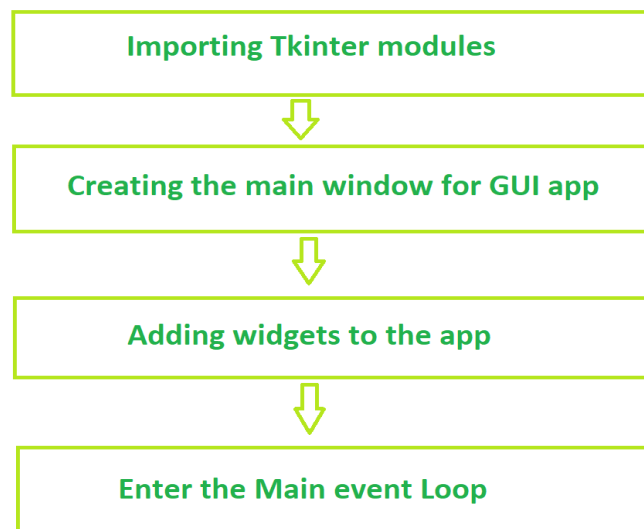 Importing Tkinter modules
Creating the main window for GUI app
Adding widgets to the app
Enter the Main event Loop